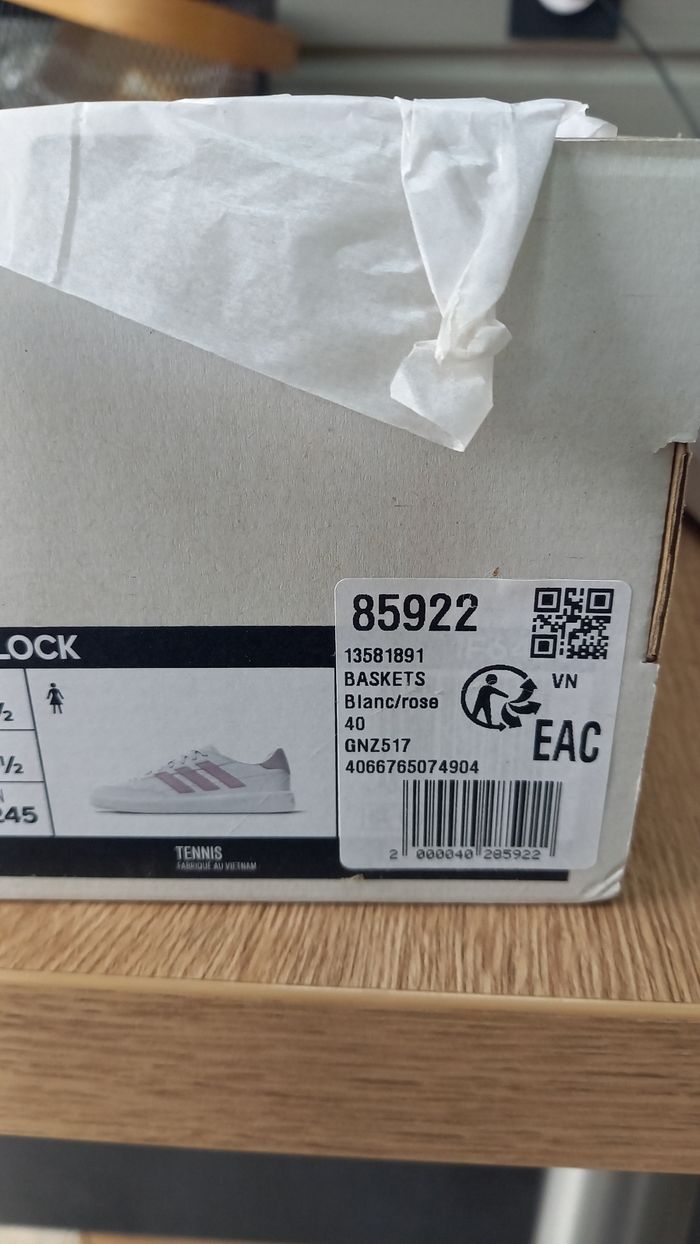 LOCK
½
½
N
245
TENNIS
FABRIQUÉ AU VIETNAM
85922
13581891
BASKETS
Blanc/rose
40
GNZ517
4066765074904
VN
EAC
2 000040 285922